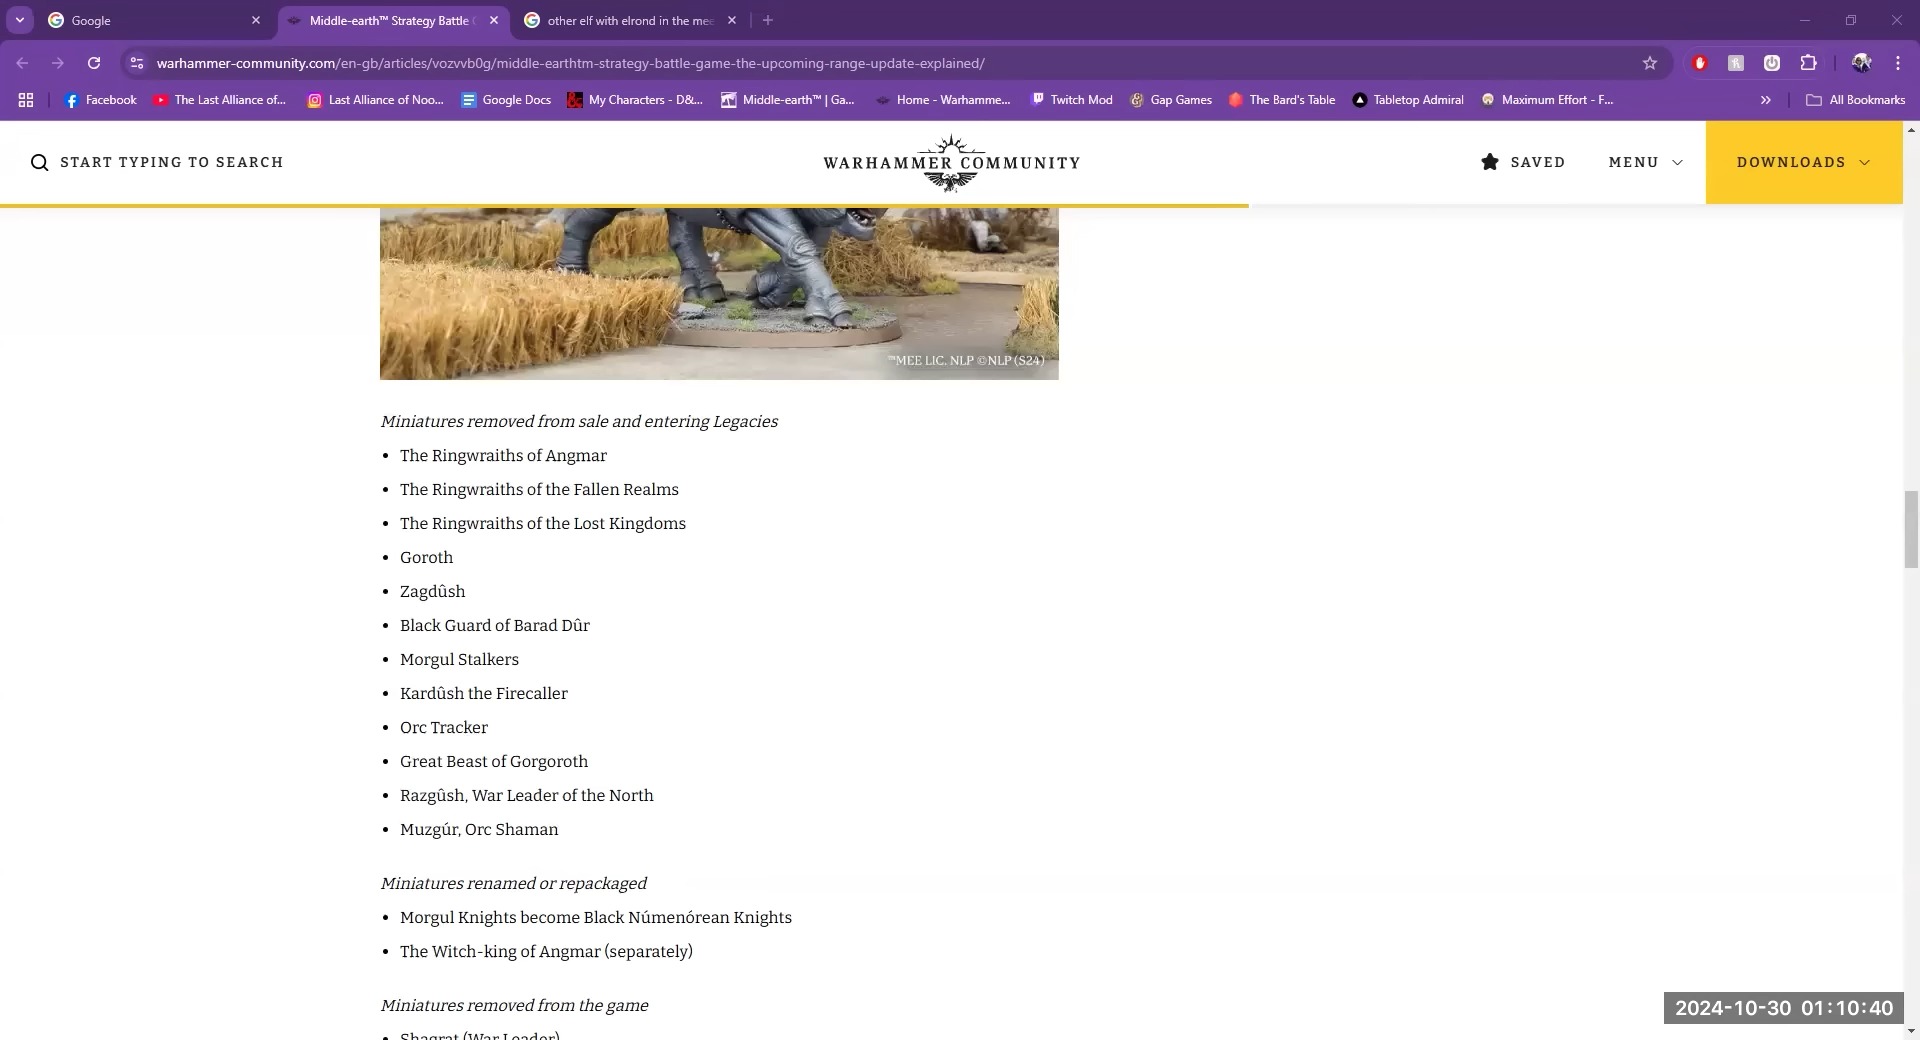 Google
Middle-earth™ Strategy Battle
other elf with elrond in the mee
warhammer-community.com/en-gb/articles/vozvvb0g/middle-earthtm-strategy-battle-game-the-upcoming-range-update-explained/
Facebook
The Last Alliance of...
Last Alliance of Noo...
Google Docs
My Characters - D&...
Middle-earth™ | Ga...
Home - Warhamme...
Twitch Mod
Gap Games
The Bard's Table
Tabletop Admiral
Maximum Effort - F...
All Bookmarks
START TYPING TO SEARCH
WARHAMMER COMMUNITY
SAVED
MENU
DOWNLOADS
™MEE LIC. NLP ©NLP (S24)
Miniatures removed from sale and entering Legacies
• The Ringwraiths of Angmar
• The Ringwraiths of the Fallen Realms
• The Ringwraiths of the Lost Kingdoms
• Goroth
• Zagdûsh
• Black Guard of Barad Dûr
• Morgul Stalkers
• Kardûsh the Firecaller
• Orc Tracker
• Great Beast of Gorgoroth
• Razgûsh, War Leader of the North
• Muzgúr, Orc Shaman
Miniatures renamed or repackaged
• Morgul Knights become Black Númenórean Knights
• The Witch-king of Angmar (separately)
Miniatures removed from the game
• Shagrat (War Leader)
2024-10-30 01:10:40